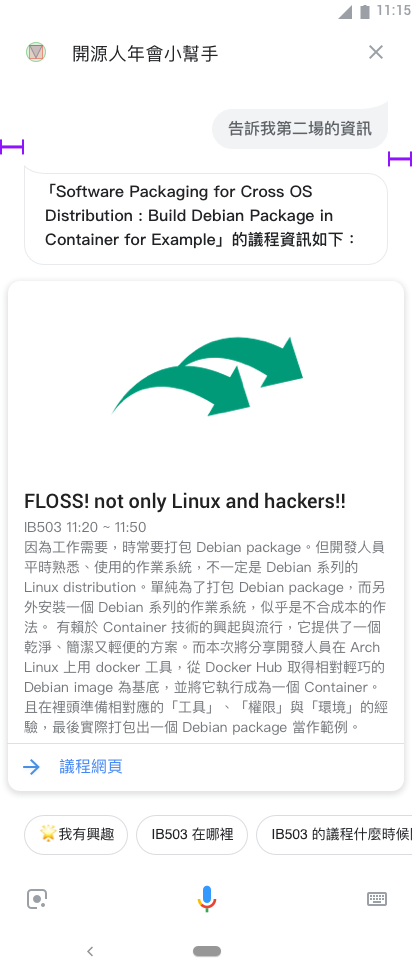 11:15
開源人年會小幫手
告訴我第二場的資訊
「Software Packaging for Cross OS
Distribution : Build Debian Package in
Container for Example」的議程資訊如下：
FLOSS! not only Linux and hackers!!
IB503 11:20 ~ 11:50
因為工作需要，時常要打包 Debian package。但開發人員
平時熟悉、使用的作業系統，不一定是 Debian 系列的
Linux distribution。單純為了打包 Debian package，而另
外安裝一個 Debian 系列的作業系統，似乎是不合成本的作
法。 有賴於 Container 技術的興起與流行，它提供了一個
乾淨、簡潔又輕便的方案。而本次將分享開發人員在 Arch
Linux 上用 docker 工具，從 Docker Hub 取得相對輕巧的
Debian image 為基底，並將它執行成為一個 Container。
且在裡頭準備相對應的「工具」、「權限」與「環境」的經
驗，最後實際打包出一個 Debian package 當作範例。
議程網頁
🌟我有興趣
IB503 在哪裡
IB503 的議程什麼時候